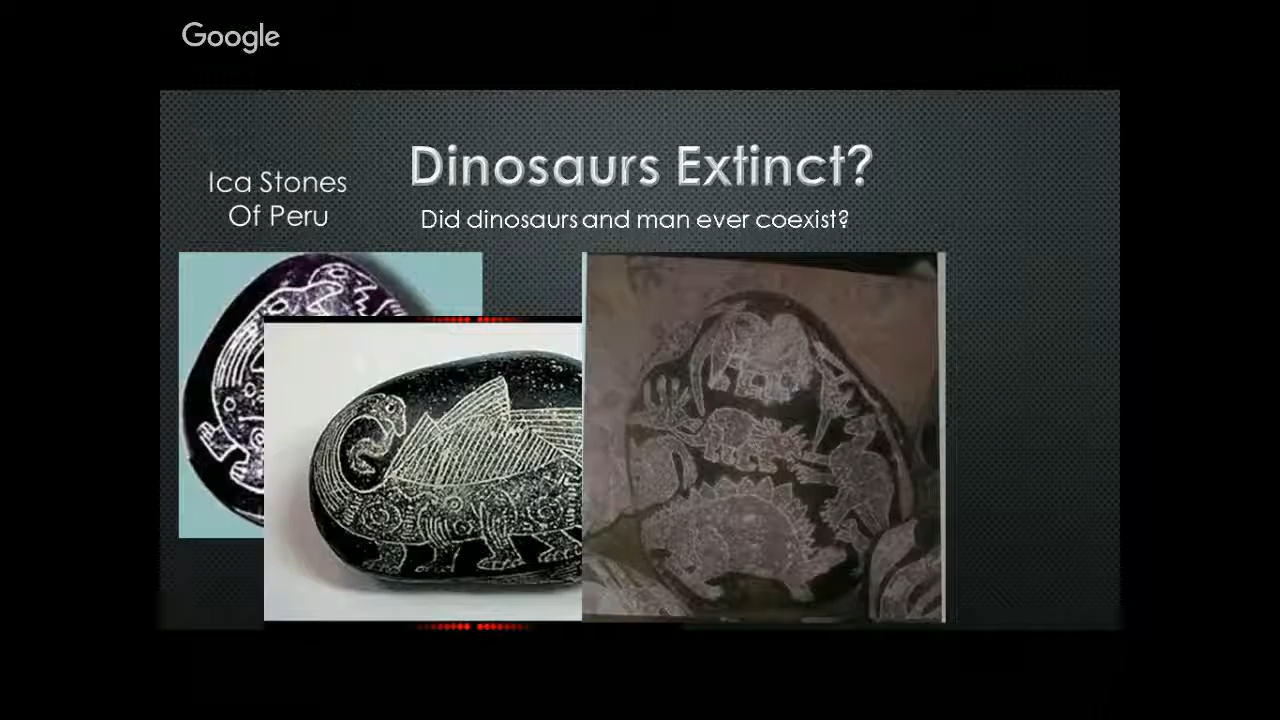 Google
Dinosaurs Extinct?
Ica Stones
Of Peru
Did dinosaurs and man ever coexist?